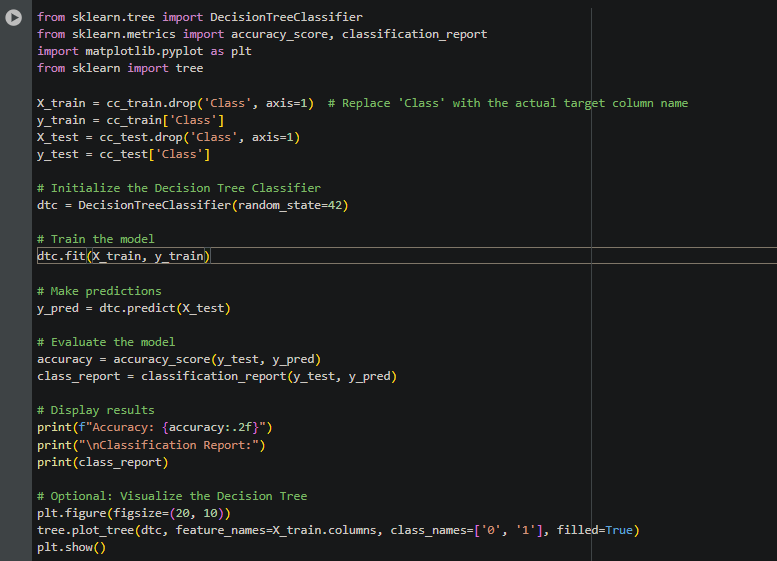 from sklearn.tree import DecisionTreeClassifier
from sklearn.metrics import accuracy_score, classification_report
import matplotlib.pyplot as plt
from sklearn import tree
X_train = cc_train.drop('Class', axis=1)  # Replace 'Class' with the actual target column name
y_train = cc_train['Class']
X_test = cc_test.drop('Class', axis=1)
y_test = cc_test['Class']
# Initialize the Decision Tree Classifier
dtc = DecisionTreeClassifier(random_state=42)
# Train the model
dtc.fit(X_train, y_train)
# Make predictions
y_pred = dtc.predict(X_test)
# Evaluate the model
accuracy = accuracy_score(y_test, y_pred)
class_report = classification_report(y_test, y_pred)
# Display results
print(f"Accuracy: {accuracy:.2f}")
print("\nClassification Report:")
print(class_report)
# Optional: Visualize the Decision Tree
plt.figure(figsize=(20, 10))
tree.plot_tree(dtc, feature_names=X_train.columns, class_names=['0', '1'], filled=True)
plt.show()